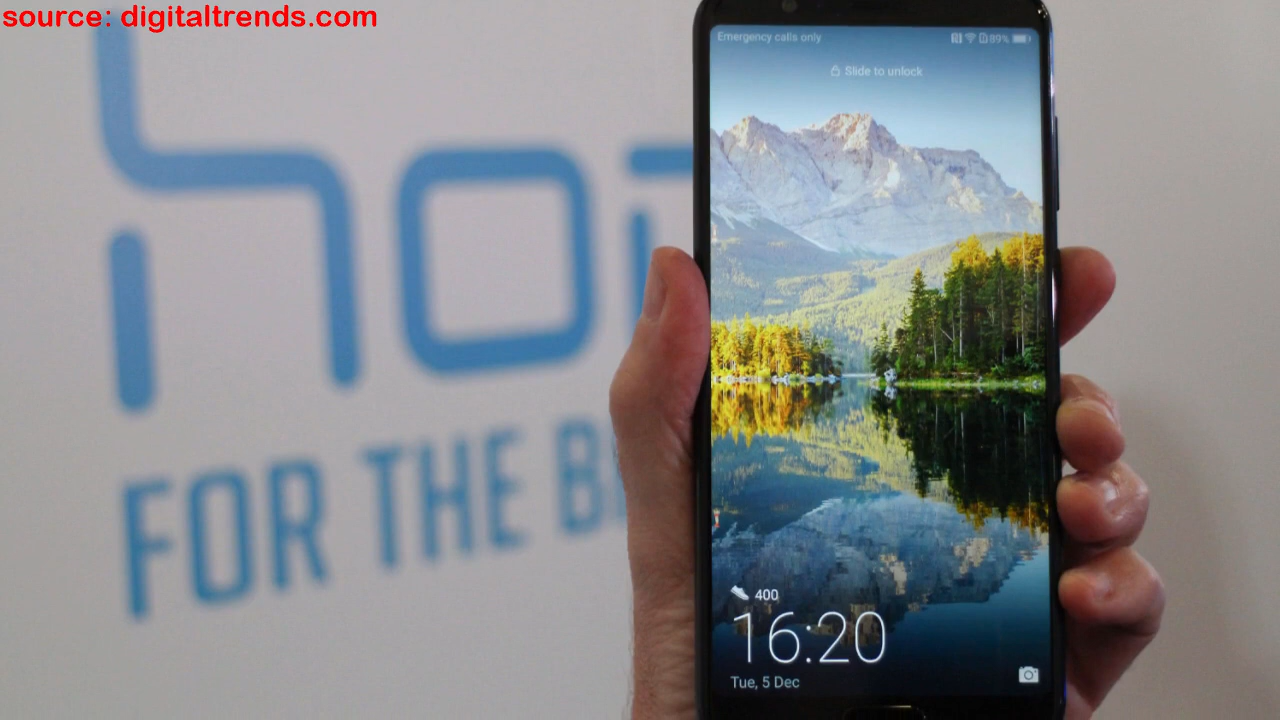 source: digitaltrends.com
Emergency calls only
89%
Slide to unlock
FOR THE
400
16:20
Tue, 5 Dec